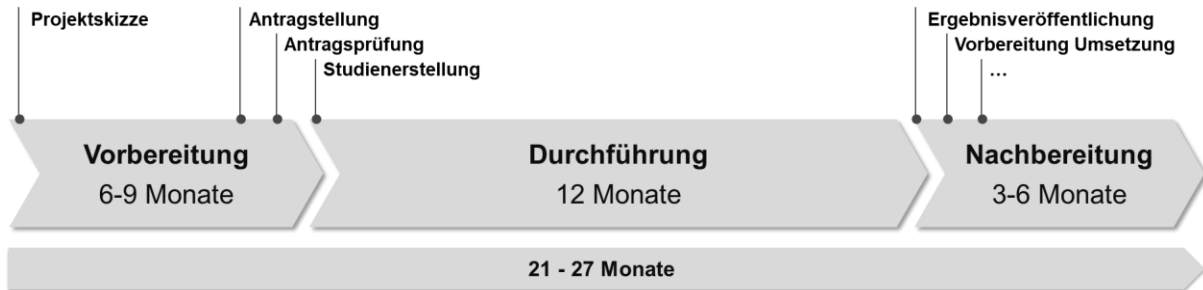 Projektskizze
Antragstellung
Antragsprüfung
Studienerstellung
Ergebnisveröffentlichung
Vorbereitung Umsetzung
...
Vorbereitung
6-9 Monate
Durchführung
12 Monate
Nachbereitung
3-6 Monate
21 - 27 Monate